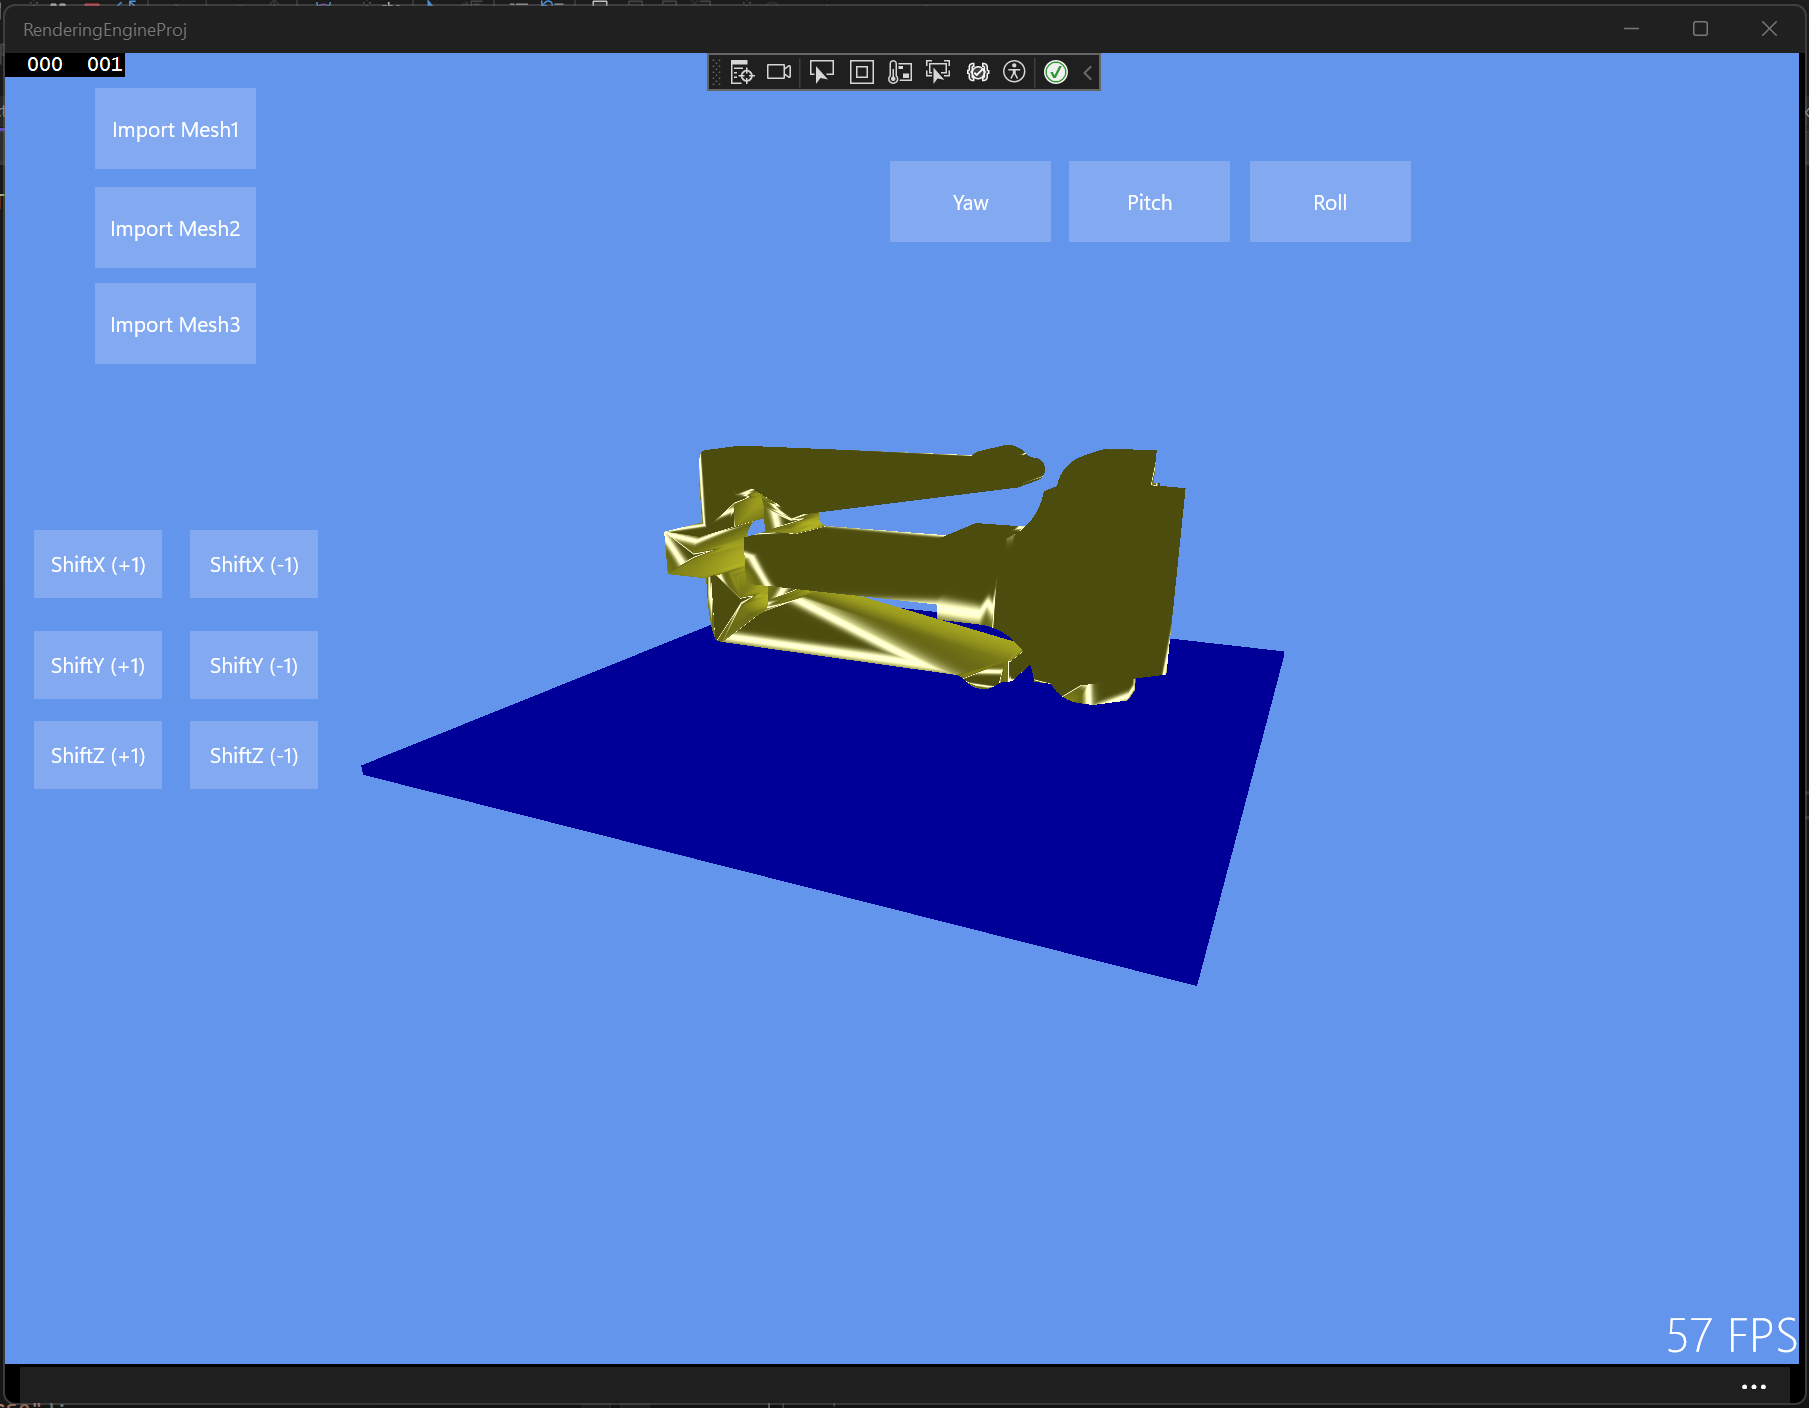 RenderingEngineProj
000 001
Import Mesh1
Import Mesh2
Import Mesh3
Yaw Pitch Roll
ShiftX (+1) ShiftX (-1)
ShiftY (+1) ShiftY (-1)
ShiftZ (+1) ShiftZ (-1)
57 FPS